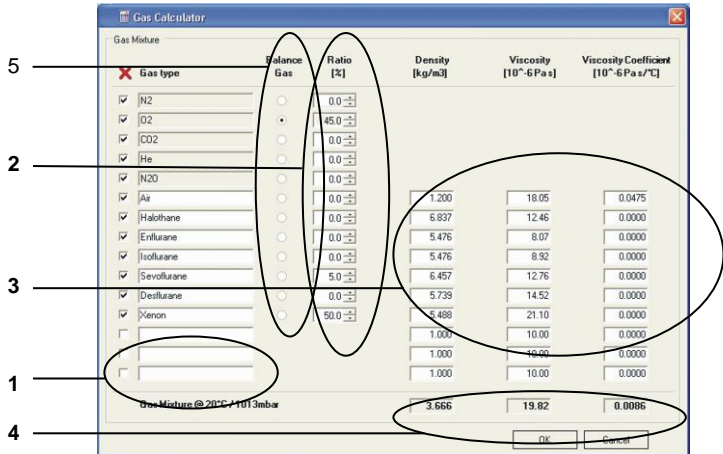 Gas Calculator
Gas Mixture
5
Gas type
Balance Gas
Ratio [%]
Density [kg/m3]
Viscosity [10^-6 Pa s]
Viscosity Coefficient [10^-6 Pa s/°C]
N2 0.0
O2 45.0
CO2 0.0
2
He 0.0
N2O 0.0
Air 0.0 1.200 18.05 0.0475
Halothane 0.0 6.837 12.46 0.0000
Enflurane 0.0 5.476 8.07 0.0000
Isoflurane 0.0 5.476 8.92 0.0000
3
Sevoflurane 5.0 6.457 12.76 0.0000
Desflurane 0.0 5.739 14.52 0.0000
Xenon 50.0 5.488 21.10 0.0000
1.000 10.00 0.0000
1.000 10.00 0.0000
1.000 10.00 0.0000
1
Gas Mixture @ 20°C / 1013mbar 3.666 19.82 0.0086
4
OK Cancel